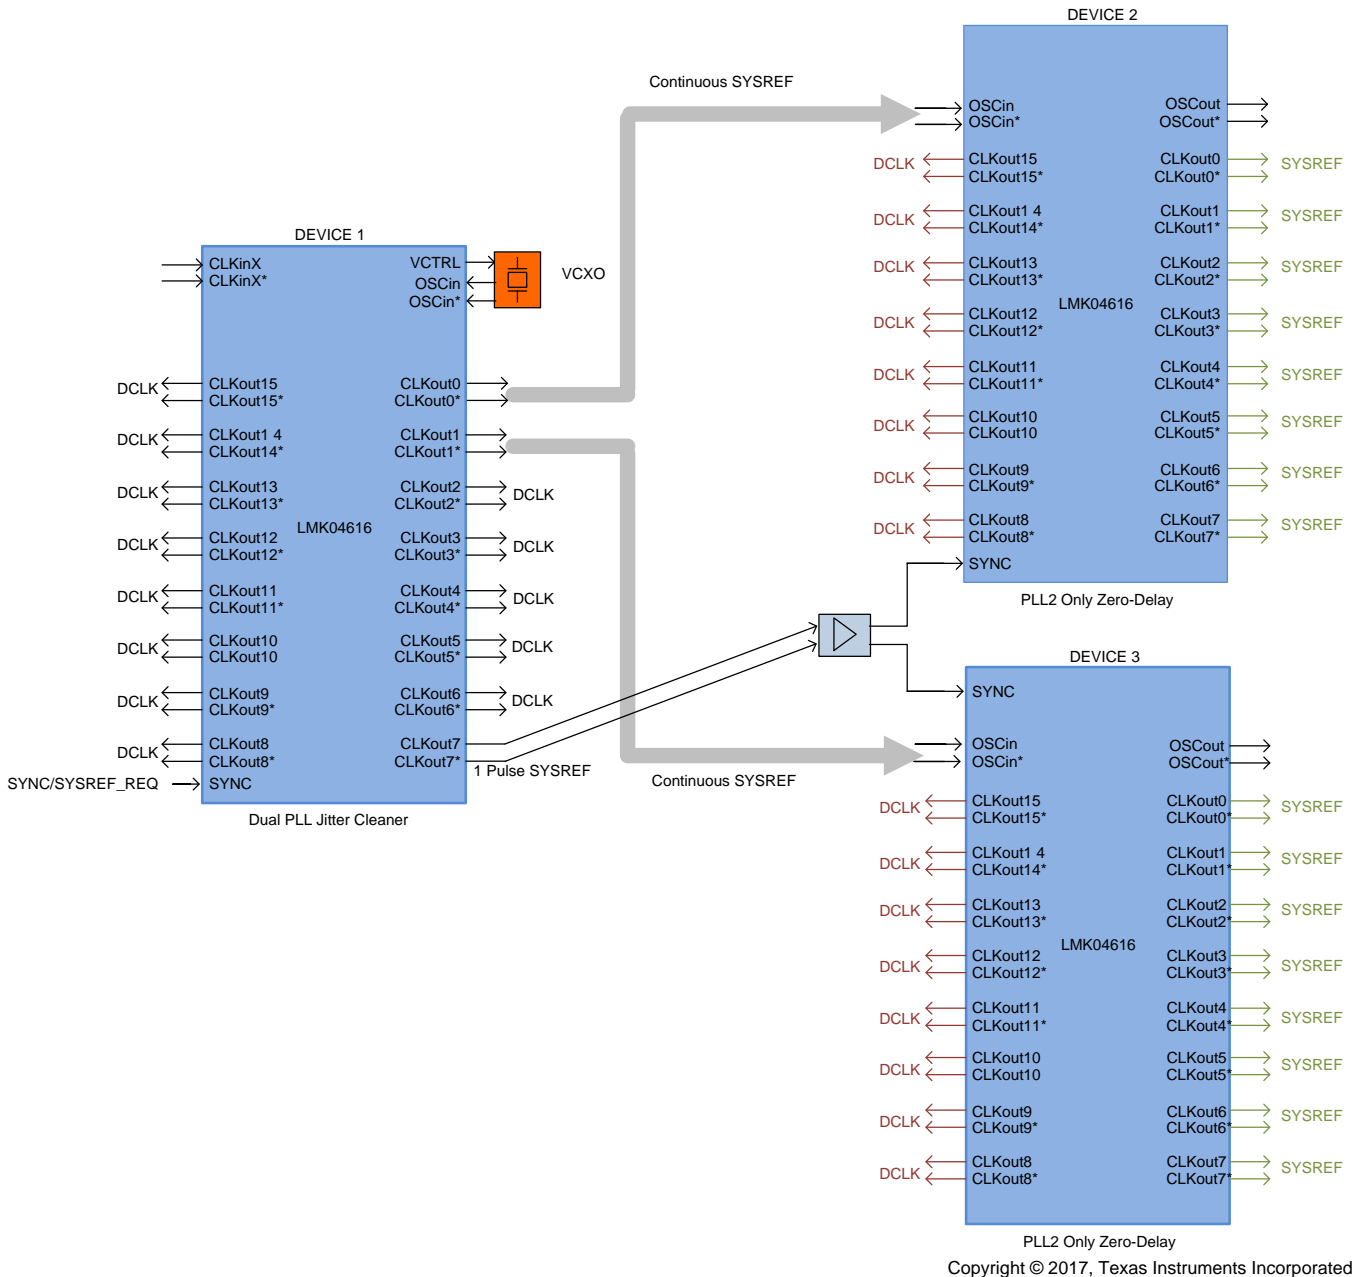 DEVICE 2
Continuous SYSREF
OSCin
OSCin*
OSCout
OSCout*
DCLK
CLKout15
CLKout15*
CLKout0
CLKout0*
SYSREF
DCLK
CLKout1 4
CLKout14*
CLKout1
CLKout1*
SYSREF
DCLK
CLKout13
CLKout13*
CLKout2
CLKout2*
SYSREF
LMK04616
DCLK
CLKout12
CLKout12*
CLKout3
CLKout3*
SYSREF
DCLK
CLKout11
CLKout11*
CLKout4
CLKout4*
SYSREF
DCLK
CLKout10
CLKout10
CLKout5
CLKout5*
SYSREF
DCLK
CLKout9
CLKout9*
CLKout6
CLKout6*
SYSREF
DCLK
CLKout8
CLKout8*
CLKout7
CLKout7*
SYSREF
SYNC
PLL2 Only Zero-Delay
DEVICE 1
CLKinX
CLKinX*
VCTRL
OSCin
OSCin*
VCXO
DCLK
CLKout15
CLKout15*
CLKout0
CLKout0*
DCLK
CLKout1 4
CLKout14*
CLKout1
CLKout1*
DCLK
CLKout13
CLKout13*
CLKout2
CLKout2*
DCLK
LMK04616
DCLK
CLKout12
CLKout12*
CLKout3
CLKout3*
DCLK
DCLK
CLKout11
CLKout11*
CLKout4
CLKout4*
DCLK
DCLK
CLKout10
CLKout10
CLKout5
CLKout5*
DCLK
DCLK
CLKout9
CLKout9*
CLKout6
CLKout6*
DCLK
DCLK
CLKout8
CLKout8*
CLKout7
CLKout7*
1 Pulse SYSREF
SYNC/SYSREF_REQ
SYNC
Dual PLL Jitter Cleaner
Continuous SYSREF
DEVICE 3
SYNC
OSCin
OSCin*
OSCout
OSCout*
DCLK
CLKout15
CLKout15*
CLKout0
CLKout0*
SYSREF
DCLK
CLKout1 4
CLKout14*
CLKout1
CLKout1*
SYSREF
DCLK
CLKout13
CLKout13*
CLKout2
CLKout2*
SYSREF
LMK04616
DCLK
CLKout12
CLKout12*
CLKout3
CLKout3*
SYSREF
DCLK
CLKout11
CLKout11*
CLKout4
CLKout4*
SYSREF
DCLK
CLKout10
CLKout10
CLKout5
CLKout5*
SYSREF
DCLK
CLKout9
CLKout9*
CLKout6
CLKout6*
SYSREF
DCLK
CLKout8
CLKout8*
CLKout7
CLKout7*
SYSREF
PLL2 Only Zero-Delay
Copyright © 2017, Texas Instruments Incorporated